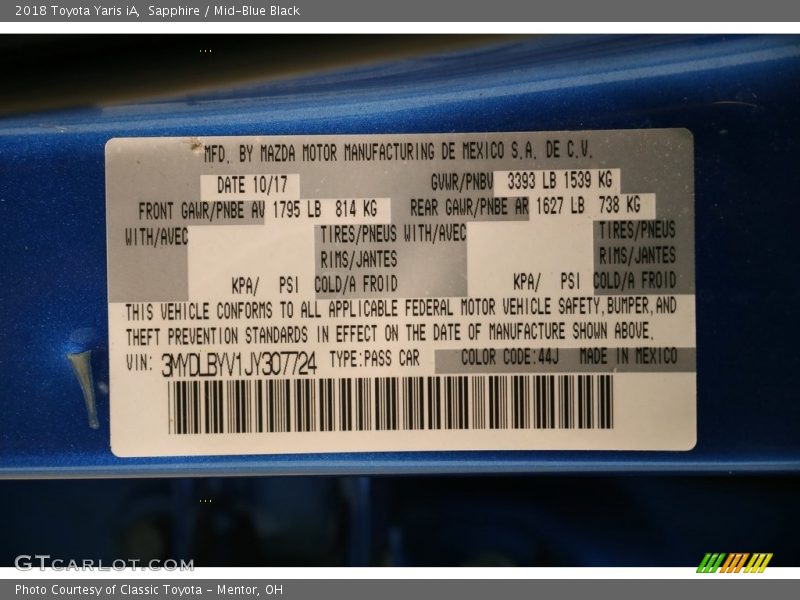 2018 Toyota Yaris iA, Sapphire / Mid-Blue Black
MFD. BY MAZDA MOTOR MANUFACTURING DE MEXICO S.A. DE C.V.
DATE 10/17 GVWR/PNBV 3393 LB 1539 KG
FRONT GAWR/PNBE AV 1795 LB 814 KG REAR GAWR/PNBE AR 1627 LB 738 KG
WITH/AVEC TIRES/PNEUS WITH/AVEC TIRES/PNEUS
RIMS/JANTES RIMS/JANTES
KPA/ PSI COLD/A FROID KPA/ PSI COLD/A FROID
THIS VEHICLE CONFORMS TO ALL APPLICABLE FEDERAL MOTOR VEHICLE SAFETY,BUMPER,AND
THEFT PREVENTION STANDARDS IN EFFECT ON THE DATE OF MANUFACTURE SHOWN ABOVE.
VIN: 3MYDLBYV1JY307724 TYPE:PASS CAR COLOR CODE:44J MADE IN MEXICO
GTCARLOT.COM
Photo Courtesy of Classic Toyota - Mentor, OH